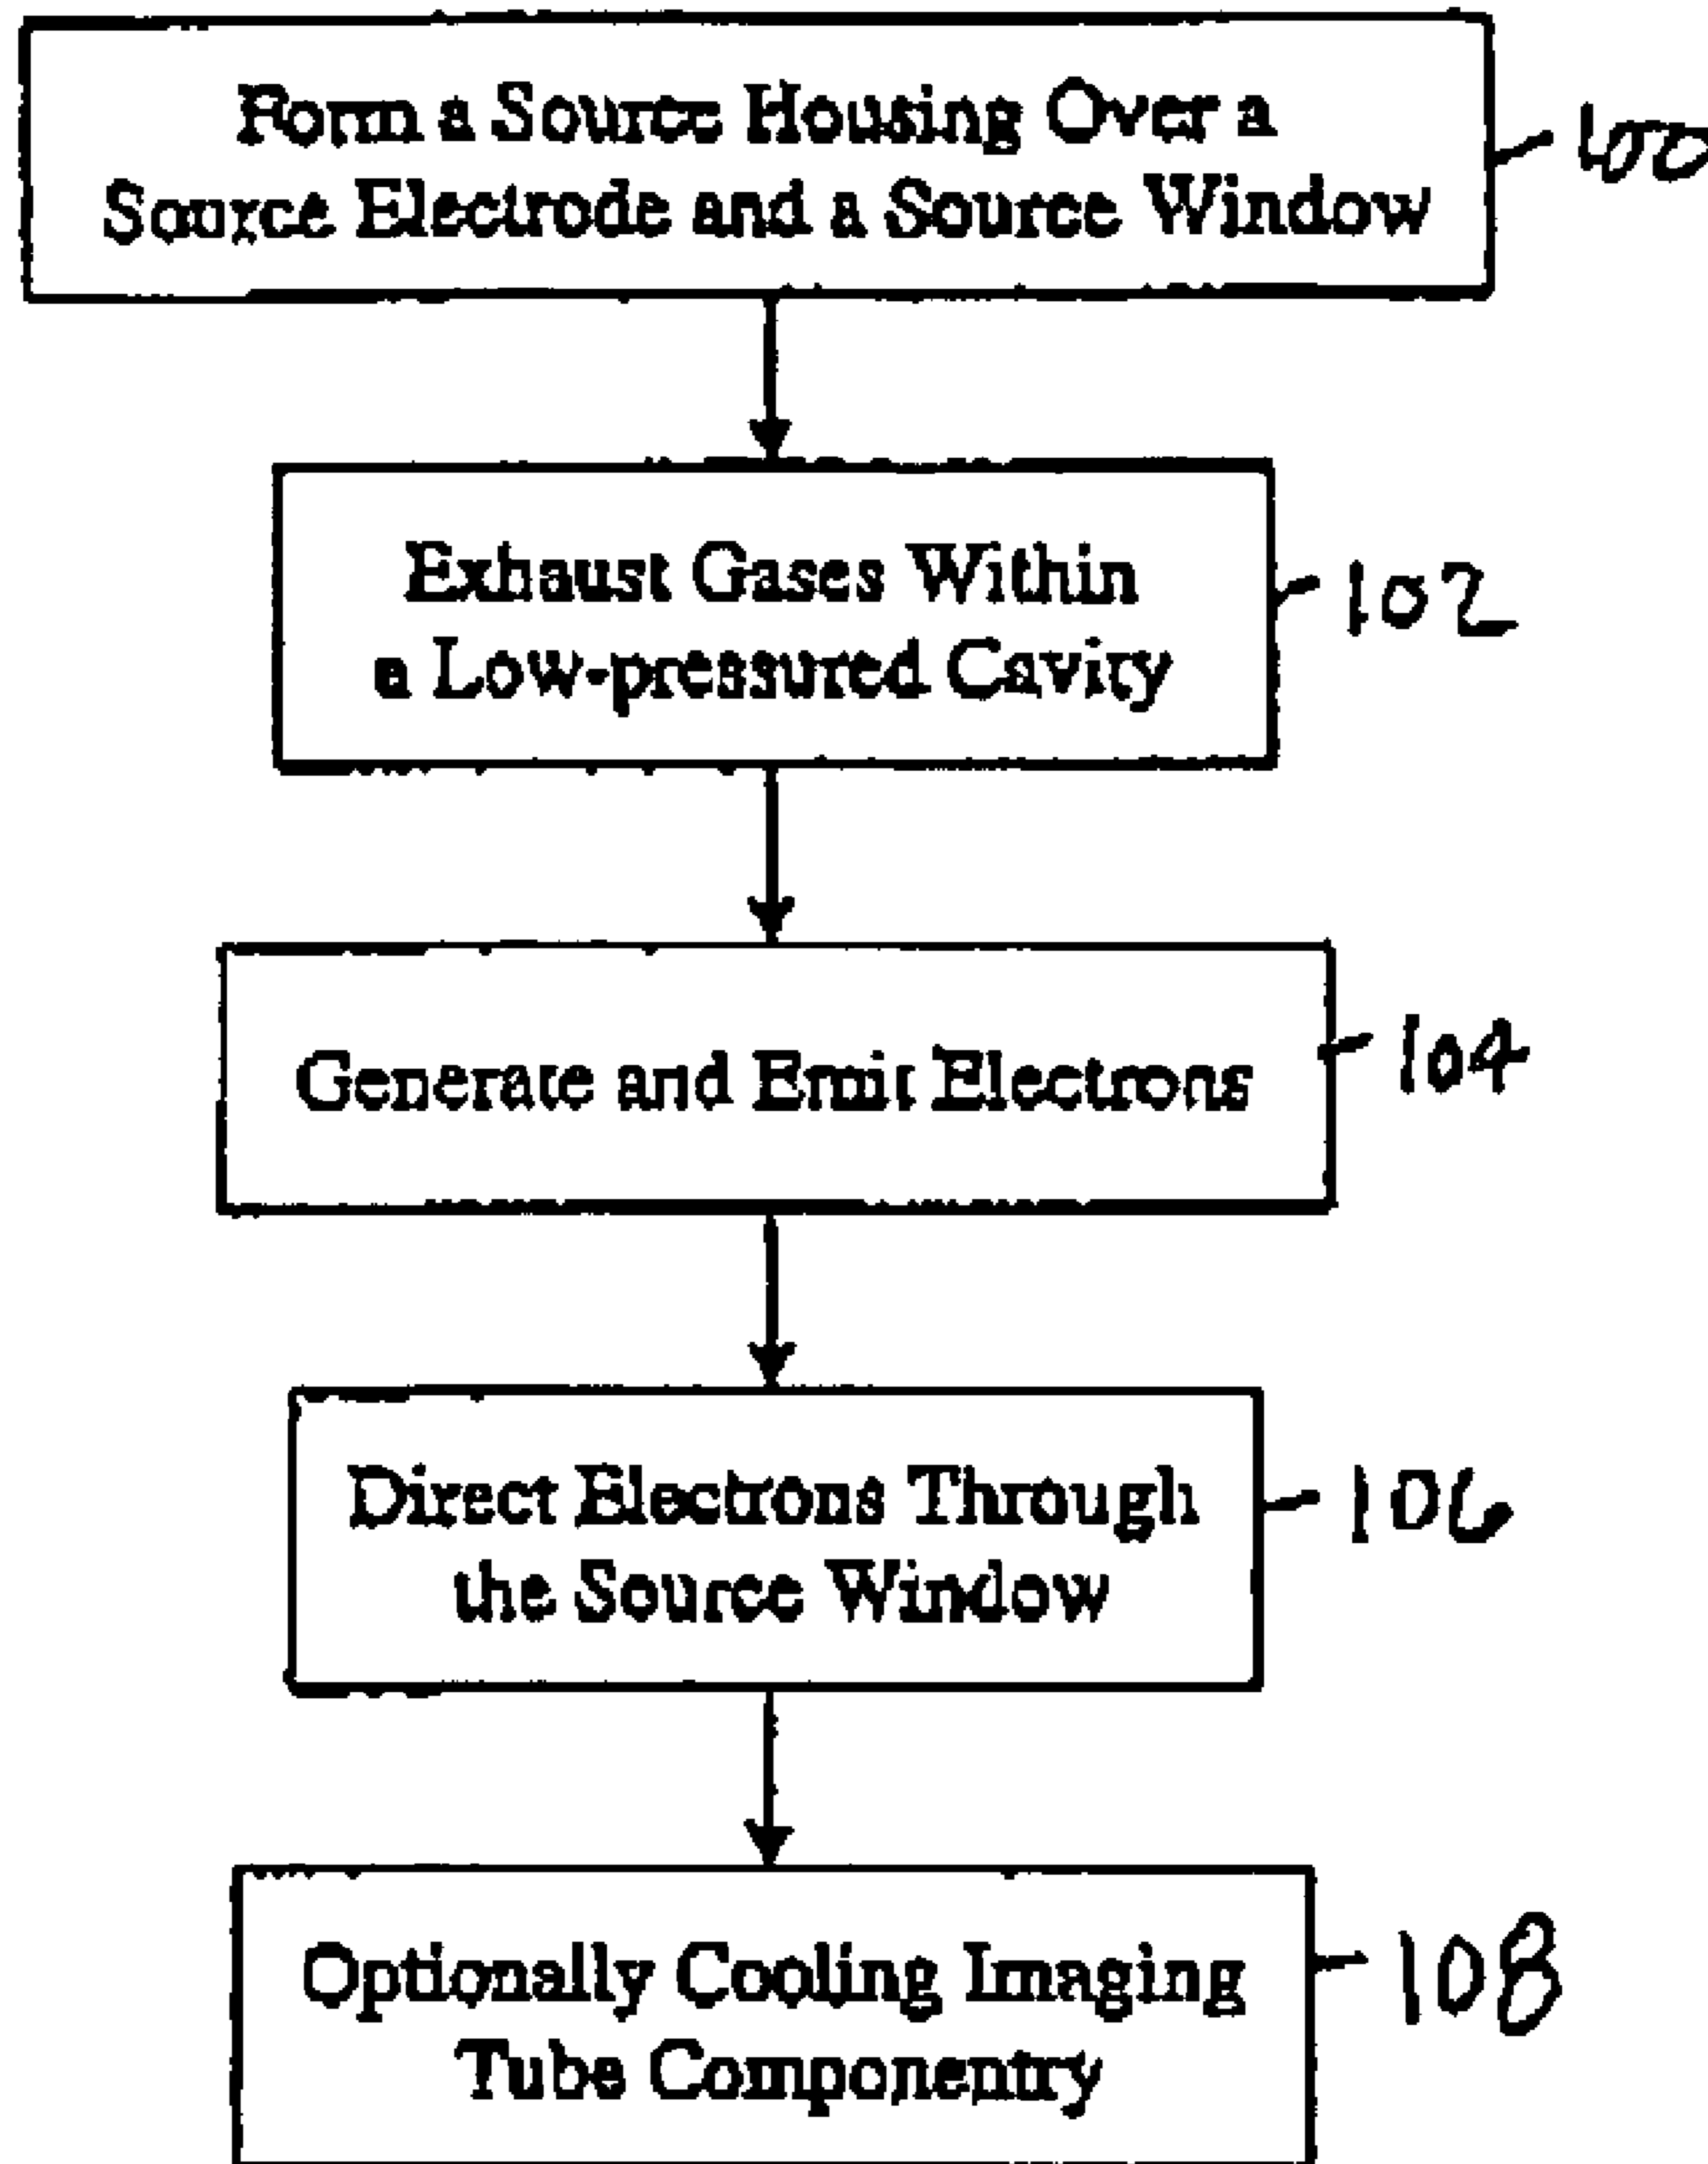 Form a Source Housing Over a
Source Electrode and a Source Window
100
Exhaust Gases Within
a Low-pressured Cavity
102
Generate and Emit Electrons
104
Direct Electrons Through
the Source Window
106
Optionally Cooling Imaging
Tube Componentry
108